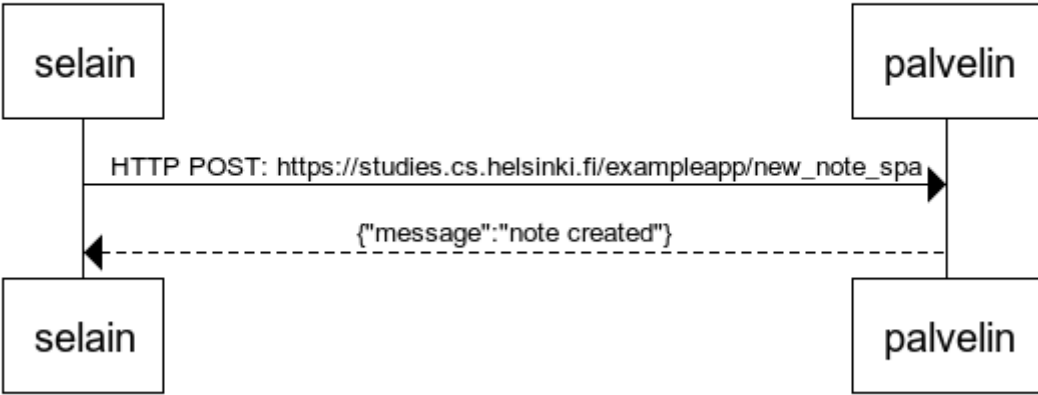 selain
palvelin
HTTP POST: https://studies.cs.helsinki.fi/exampleapp/new_note_spa
{"message":"note created"}
selain
palvelin